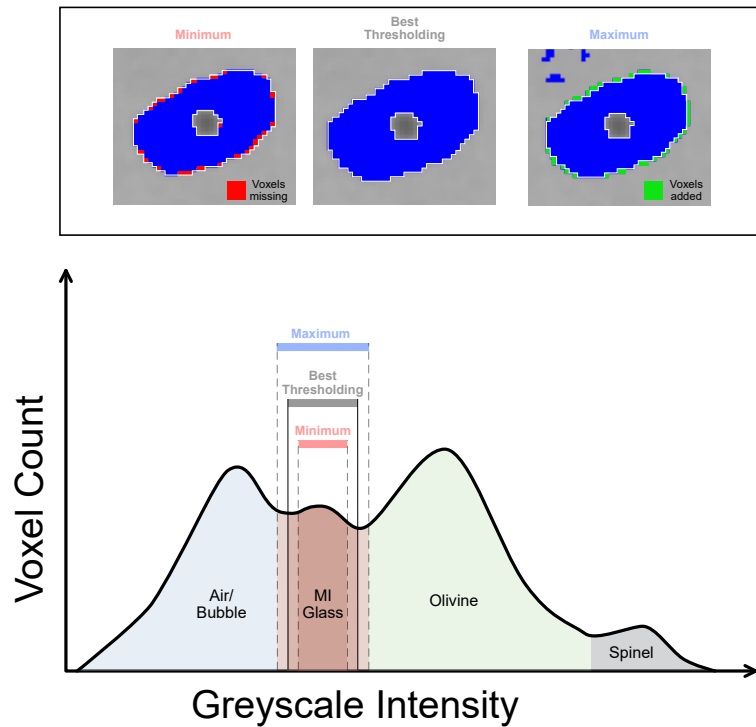 Minimum
Best
Thresholding
Maximum
Voxels
missing
Voxels
added
Maximum
Best
Thresholding
Minimum
Voxel Count
Air/
Bubble
MI
Glass
Olivine
Spinel
Greyscale Intensity